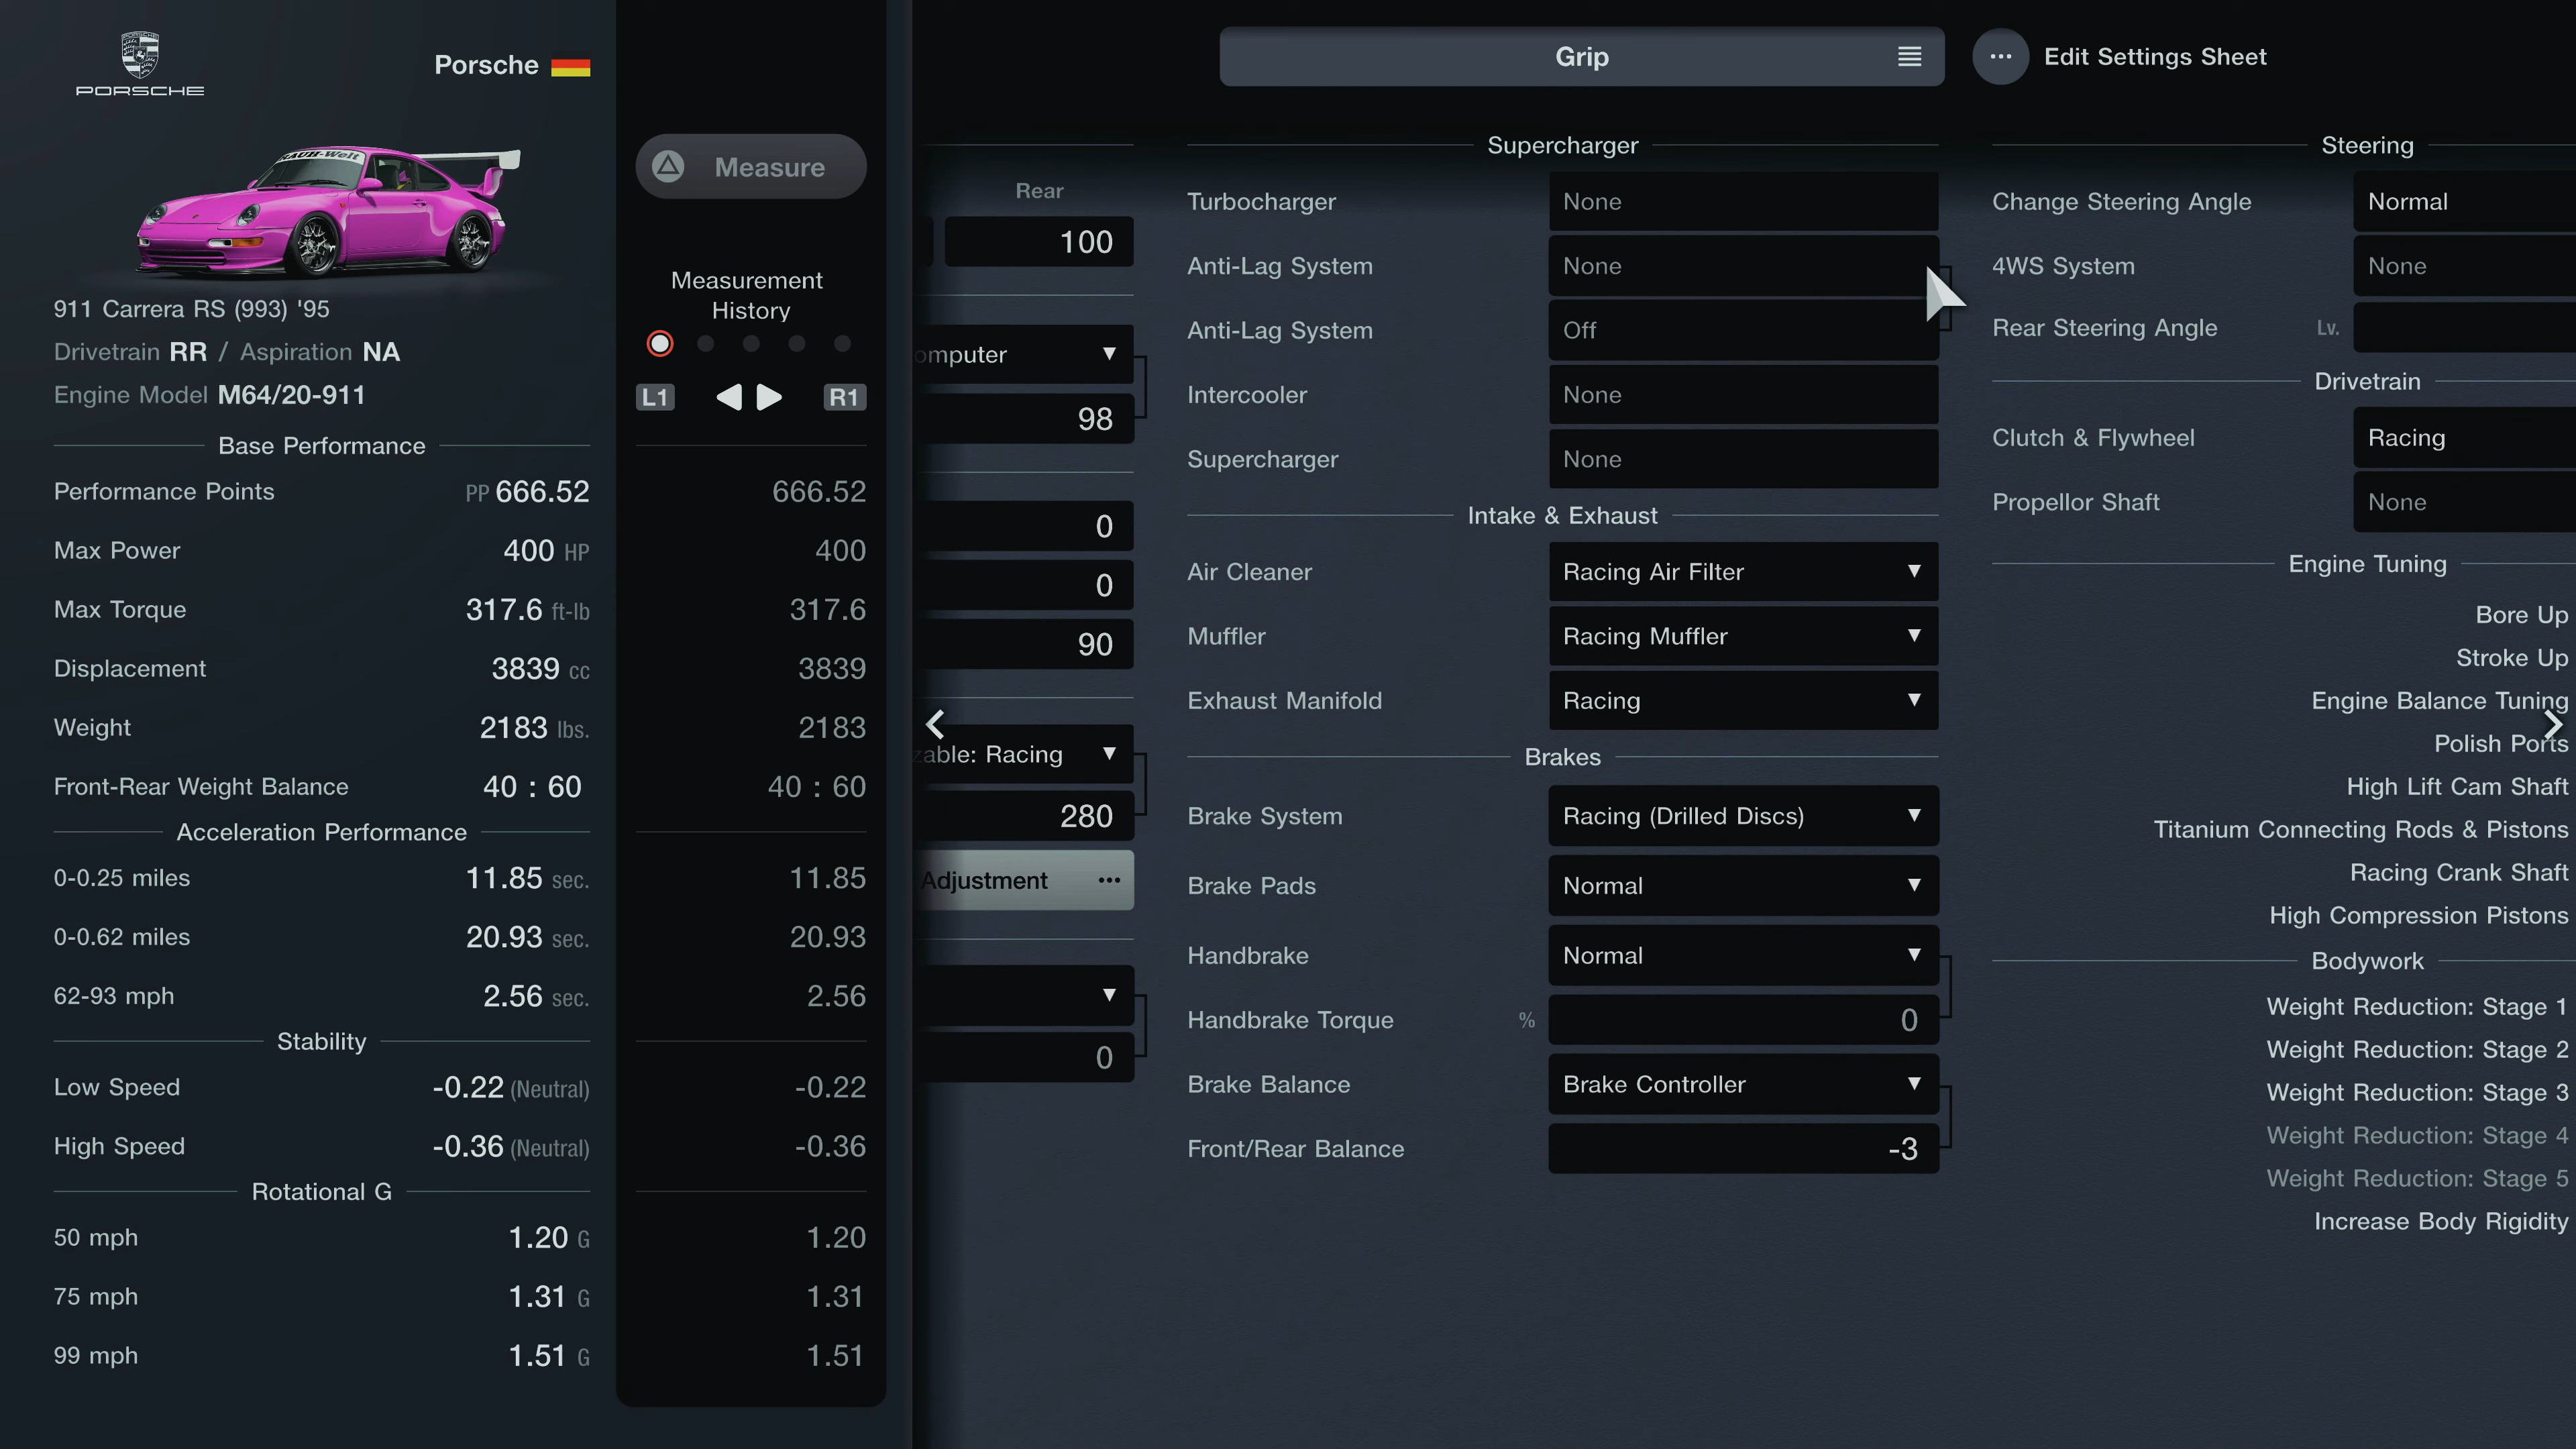 PORSCHE
Porsche
RAUH-Welt
911 Carrera RS (993) '95
Drivetrain RR / Aspiration NA
Engine Model M64/20-911
Base Performance
Performance Points PP 666.52
Max Power 400 HP
Max Torque 317.6 ft-lb
Displacement 3839 cc
Weight 2183 lbs.
Front-Rear Weight Balance 40 : 60
Acceleration Performance
0-0.25 miles 11.85 sec.
0-0.62 miles 20.93 sec.
62-93 mph 2.56 sec.
Stability
Low Speed -0.22 (Neutral)
High Speed -0.36 (Neutral)
Rotational G
50 mph 1.20 G
75 mph 1.31 G
99 mph 1.51 G
Measure
Measurement
History
L1 R1
666.52
400
317.6
3839
2183
40 : 60
11.85
20.93
2.56
-0.22
-0.36
1.20
1.31
1.51
Grip
Edit Settings Sheet
Rear
100
omputer
98
0
0
90
zable: Racing
280
Adjustment
0
Supercharger
Turbocharger None
Anti-Lag System None
Anti-Lag System Off
Intercooler None
Supercharger None
Intake & Exhaust
Air Cleaner Racing Air Filter
Muffler Racing Muffler
Exhaust Manifold Racing
Brakes
Brake System Racing (Drilled Discs)
Brake Pads Normal
Handbrake Normal
Handbrake Torque % 0
Brake Balance Brake Controller
Front/Rear Balance -3
Steering
Change Steering Angle Normal
4WS System None
Rear Steering Angle Lv.
Drivetrain
Clutch & Flywheel Racing
Propellor Shaft None
Engine Tuning
Bore Up
Stroke Up
Engine Balance Tuning
Polish Ports
High Lift Cam Shaft
Titanium Connecting Rods & Pistons
Racing Crank Shaft
High Compression Pistons
Bodywork
Weight Reduction: Stage 1
Weight Reduction: Stage 2
Weight Reduction: Stage 3
Weight Reduction: Stage 4
Weight Reduction: Stage 5
Increase Body Rigidity